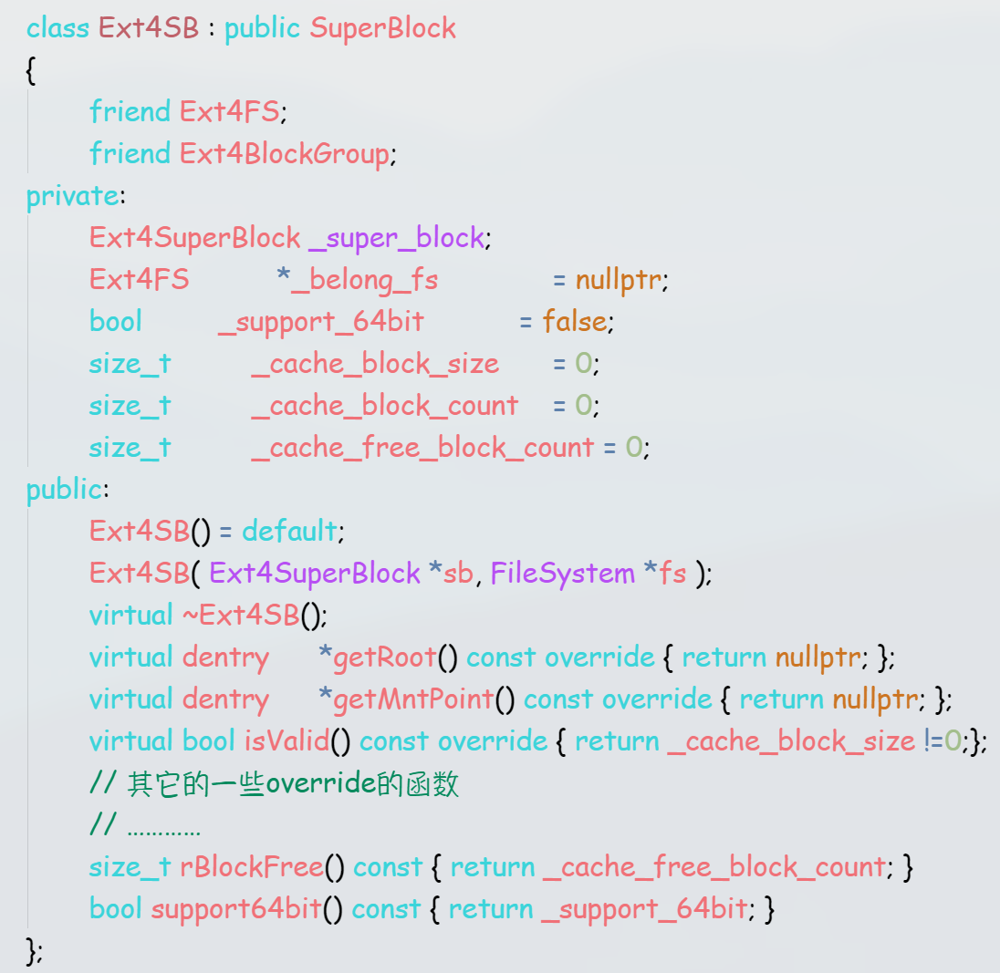 class Ext4SB : public SuperBlock
{
friend Ext4FS;
friend Ext4BlockGroup;
private:
Ext4SuperBlock _super_block;
Ext4FS *_belong_fs = nullptr;
bool _support_64bit = false;
size_t _cache_block_size = 0;
size_t _cache_block_count = 0;
size_t _cache_free_block_count = 0;
public:
Ext4SB() = default;
Ext4SB( Ext4SuperBlock *sb, FileSystem *fs );
virtual ~Ext4SB();
virtual dentry *getRoot() const override { return nullptr; };
virtual dentry *getMntPoint() const override { return nullptr; };
virtual bool isValid() const override { return _cache_block_size !=0;};
// 其它的一些override的函数
// …………
size_t rBlockFree() const { return _cache_free_block_count; }
bool support64bit() const { return _support_64bit; }
};